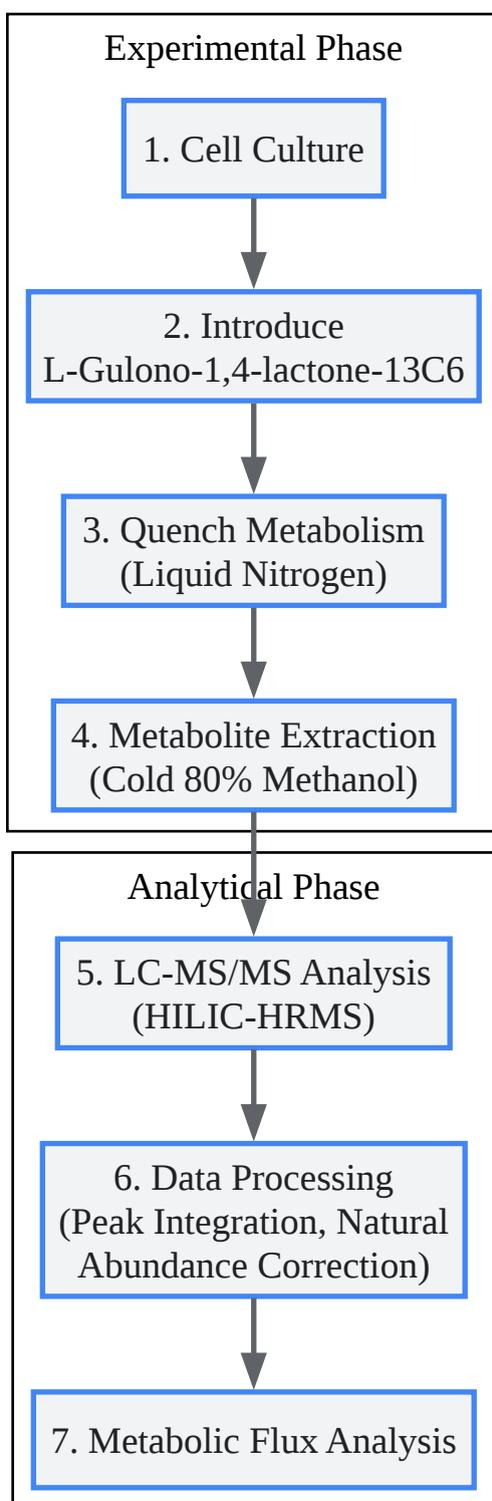 Experimental Phase
1. Cell Culture
2. Introduce
L-Gulono-1,4-lactone-13C6
3. Quench Metabolism
(Liquid Nitrogen)
4. Metabolite Extraction
(Cold 80% Methanol)
Analytical Phase
5. LC-MS/MS Analysis
(HILIC-HRMS)
6. Data Processing
(Peak Integration, Natural
Abundance Correction)
7. Metabolic Flux Analysis